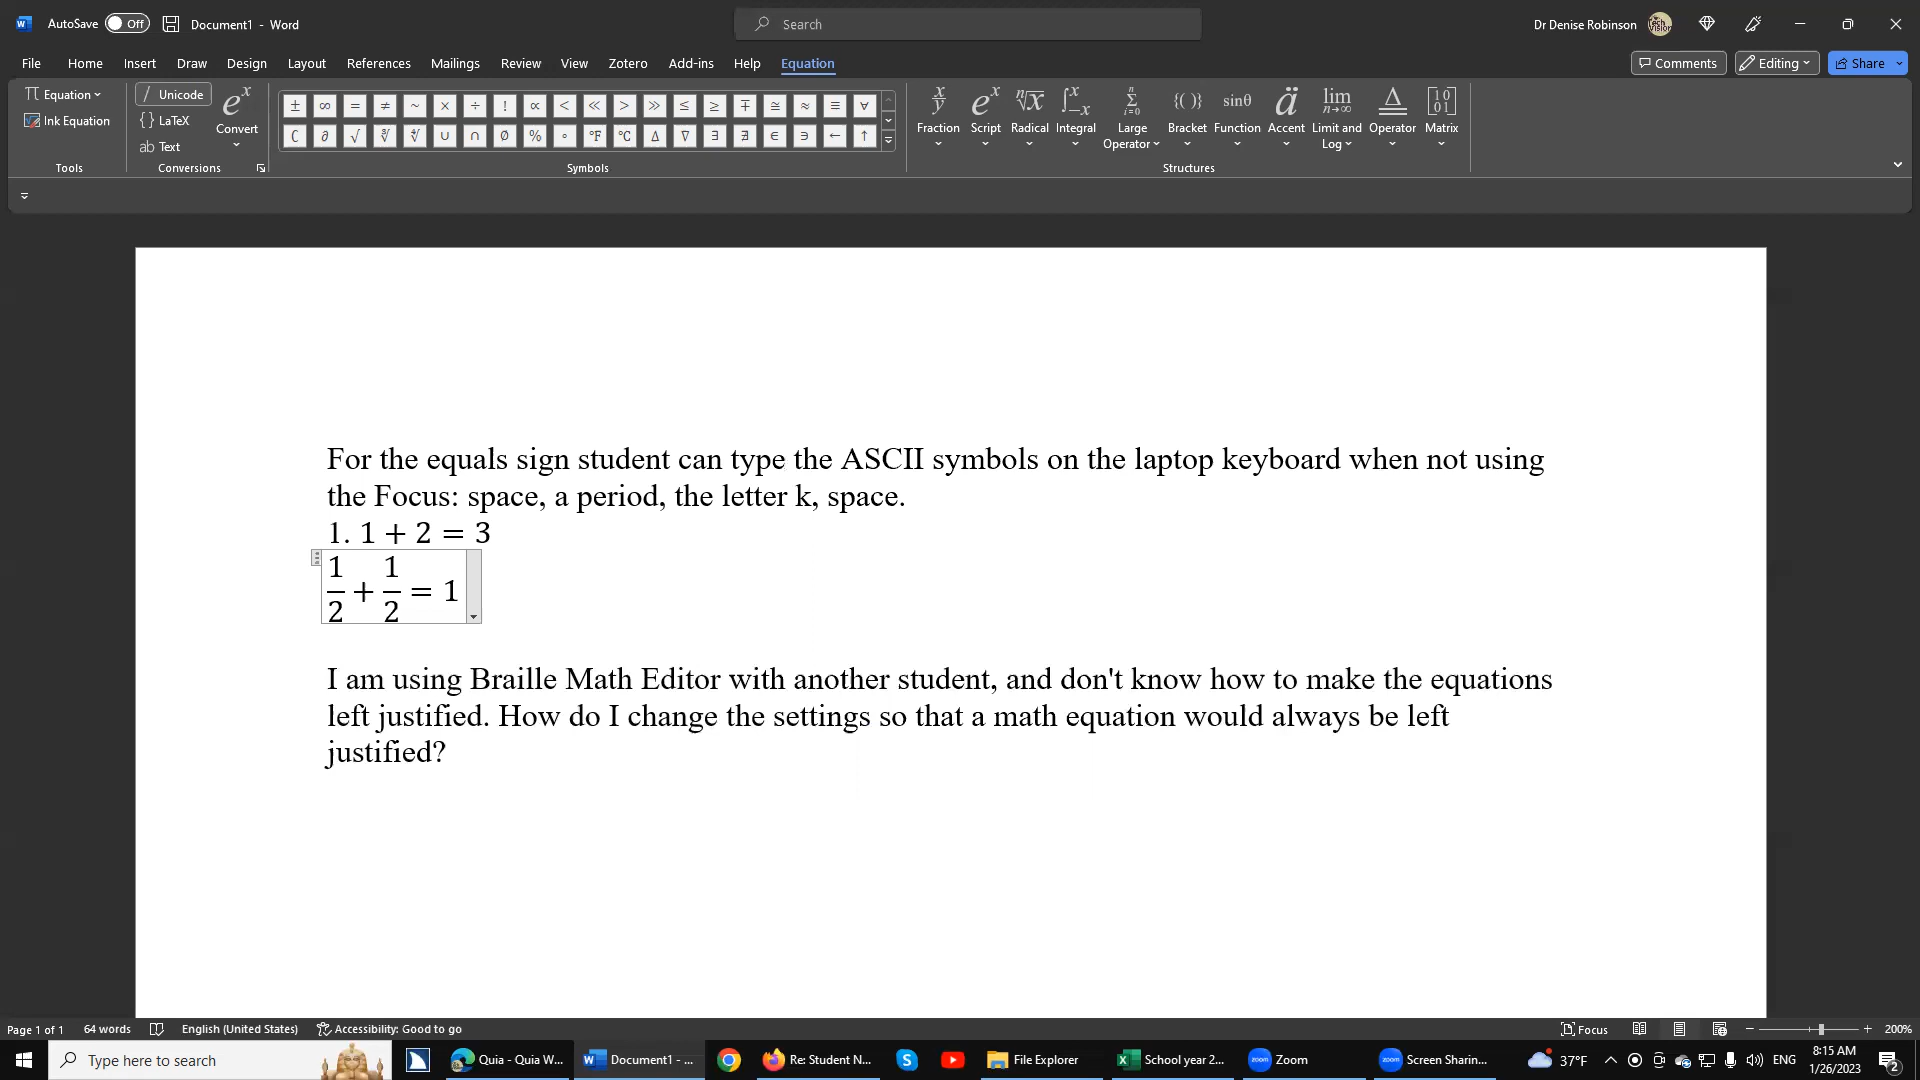 AutoSave Off Document1 - Word Search Dr Denise Robinson
File Home Insert Draw Design Layout References Mailings Review View Zotero Add-ins Help Equation Comments Editing Share
π Equation Unicode e^x ± ∞ = ≠ ~ × ÷ ! ∝ < ≪ > ≫ ≤ ≥ ∓ ≅ ≈ ≡ ∀
Ink Equation {} LaTeX Convert ∁ ∂ √ ∛ ∜ ∪ ∩ ∅ % ° °F °C ∆ ∇ ∃ ∄ ∈ ∋ ← ↑
ab Text
Fraction Script Radical Integral Large Operator Bracket Function Accent Limit and Log Operator Matrix
Tools Conversions Symbols Structures
For the equals sign student can type the ASCII symbols on the laptop keyboard when not using
the Focus: space, a period, the letter k, space.
1. 1 + 2 = 3
1/2 + 1/2 = 1
I am using Braille Math Editor with another student, and don't know how to make the equations
left justified. How do I change the settings so that a math equation would always be left
justified?
Page 1 of 1 64 words English (United States) Accessibility: Good to go Focus 200%
Type here to search Quia - Quia W... Document1 - ... Re: Student N... File Explorer School year 2... zoom Zoom zoom Screen Sharin... 37°F ENG 8:15 AM
1/26/2023 2